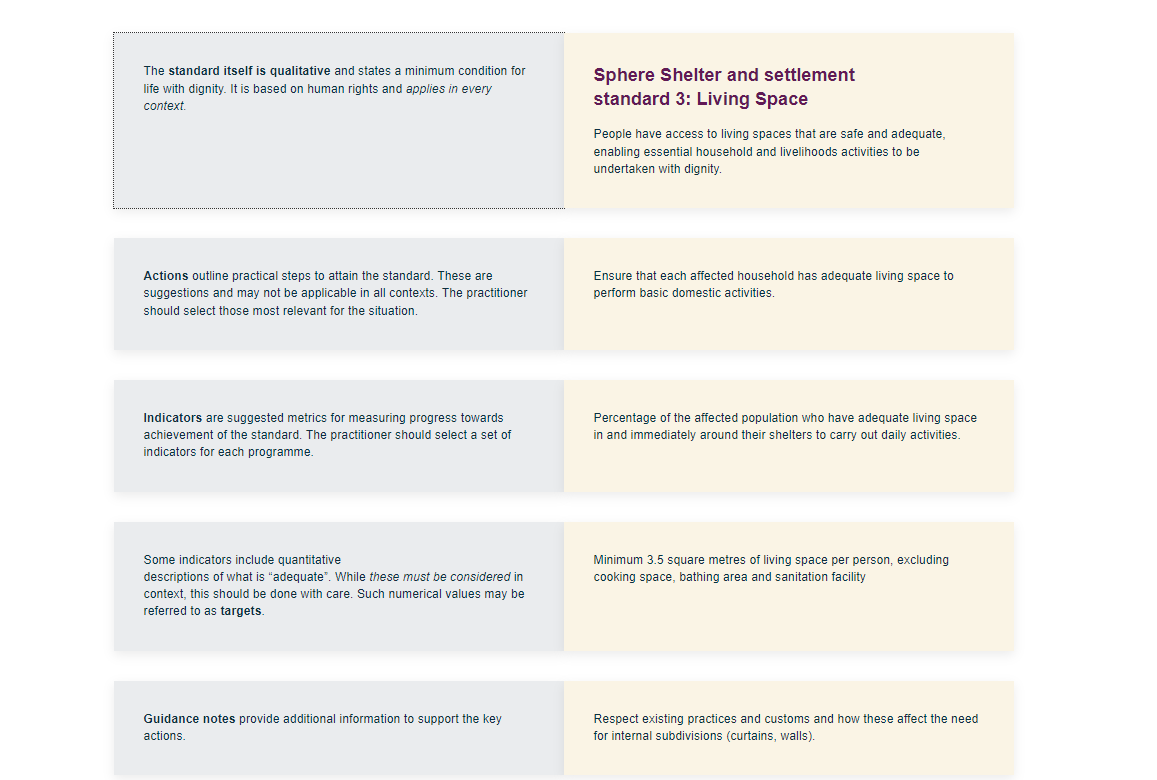 The standard itself is qualitative and states a minimum condition for
life with dignity. It is based on human rights and applies in every
context.
Sphere Shelter and settlement
standard 3: Living Space
People have access to living spaces that are safe and adequate,
enabling essential household and livelihoods activities to be
undertaken with dignity.
Actions outline practical steps to attain the standard. These are
suggestions and may not be applicable in all contexts. The practitioner
should select those most relevant for the situation.
Ensure that each affected household has adequate living space to
perform basic domestic activities.
Indicators are suggested metrics for measuring progress towards
achievement of the standard. The practitioner should select a set of
indicators for each programme.
Percentage of the affected population who have adequate living space
in and immediately around their shelters to carry out daily activities.
Some indicators include quantitative
descriptions of what is “adequate”. While these must be considered in
context, this should be done with care. Such numerical values may be
referred to as targets.
Minimum 3.5 square metres of living space per person, excluding
cooking space, bathing area and sanitation facility
Guidance notes provide additional information to support the key
actions.
Respect existing practices and customs and how these affect the need
for internal subdivisions (curtains, walls).